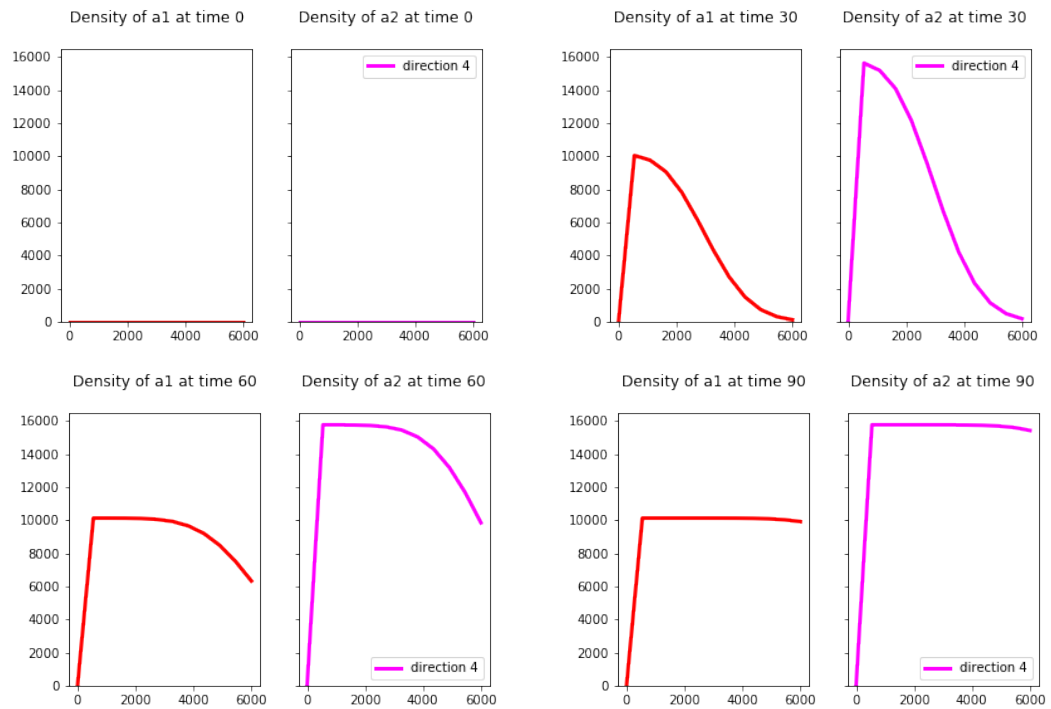 Density of a1 at time 0
Density of a2 at time 0
Density of a1 at time 30
Density of a2 at time 30
16000
14000
12000
10000
8000
6000
4000
2000
0
0 2000 4000 6000
direction 4
0 2000 4000 6000
16000
14000
12000
10000
8000
6000
4000
2000
0
0 2000 4000 6000
direction 4
0 2000 4000 6000
Density of a1 at time 60
Density of a2 at time 60
Density of a1 at time 90
Density of a2 at time 90
16000
14000
12000
10000
8000
6000
4000
2000
0
0 2000 4000 6000
direction 4
0 2000 4000 6000
16000
14000
12000
10000
8000
6000
4000
2000
0
0 2000 4000 6000
direction 4
0 2000 4000 6000